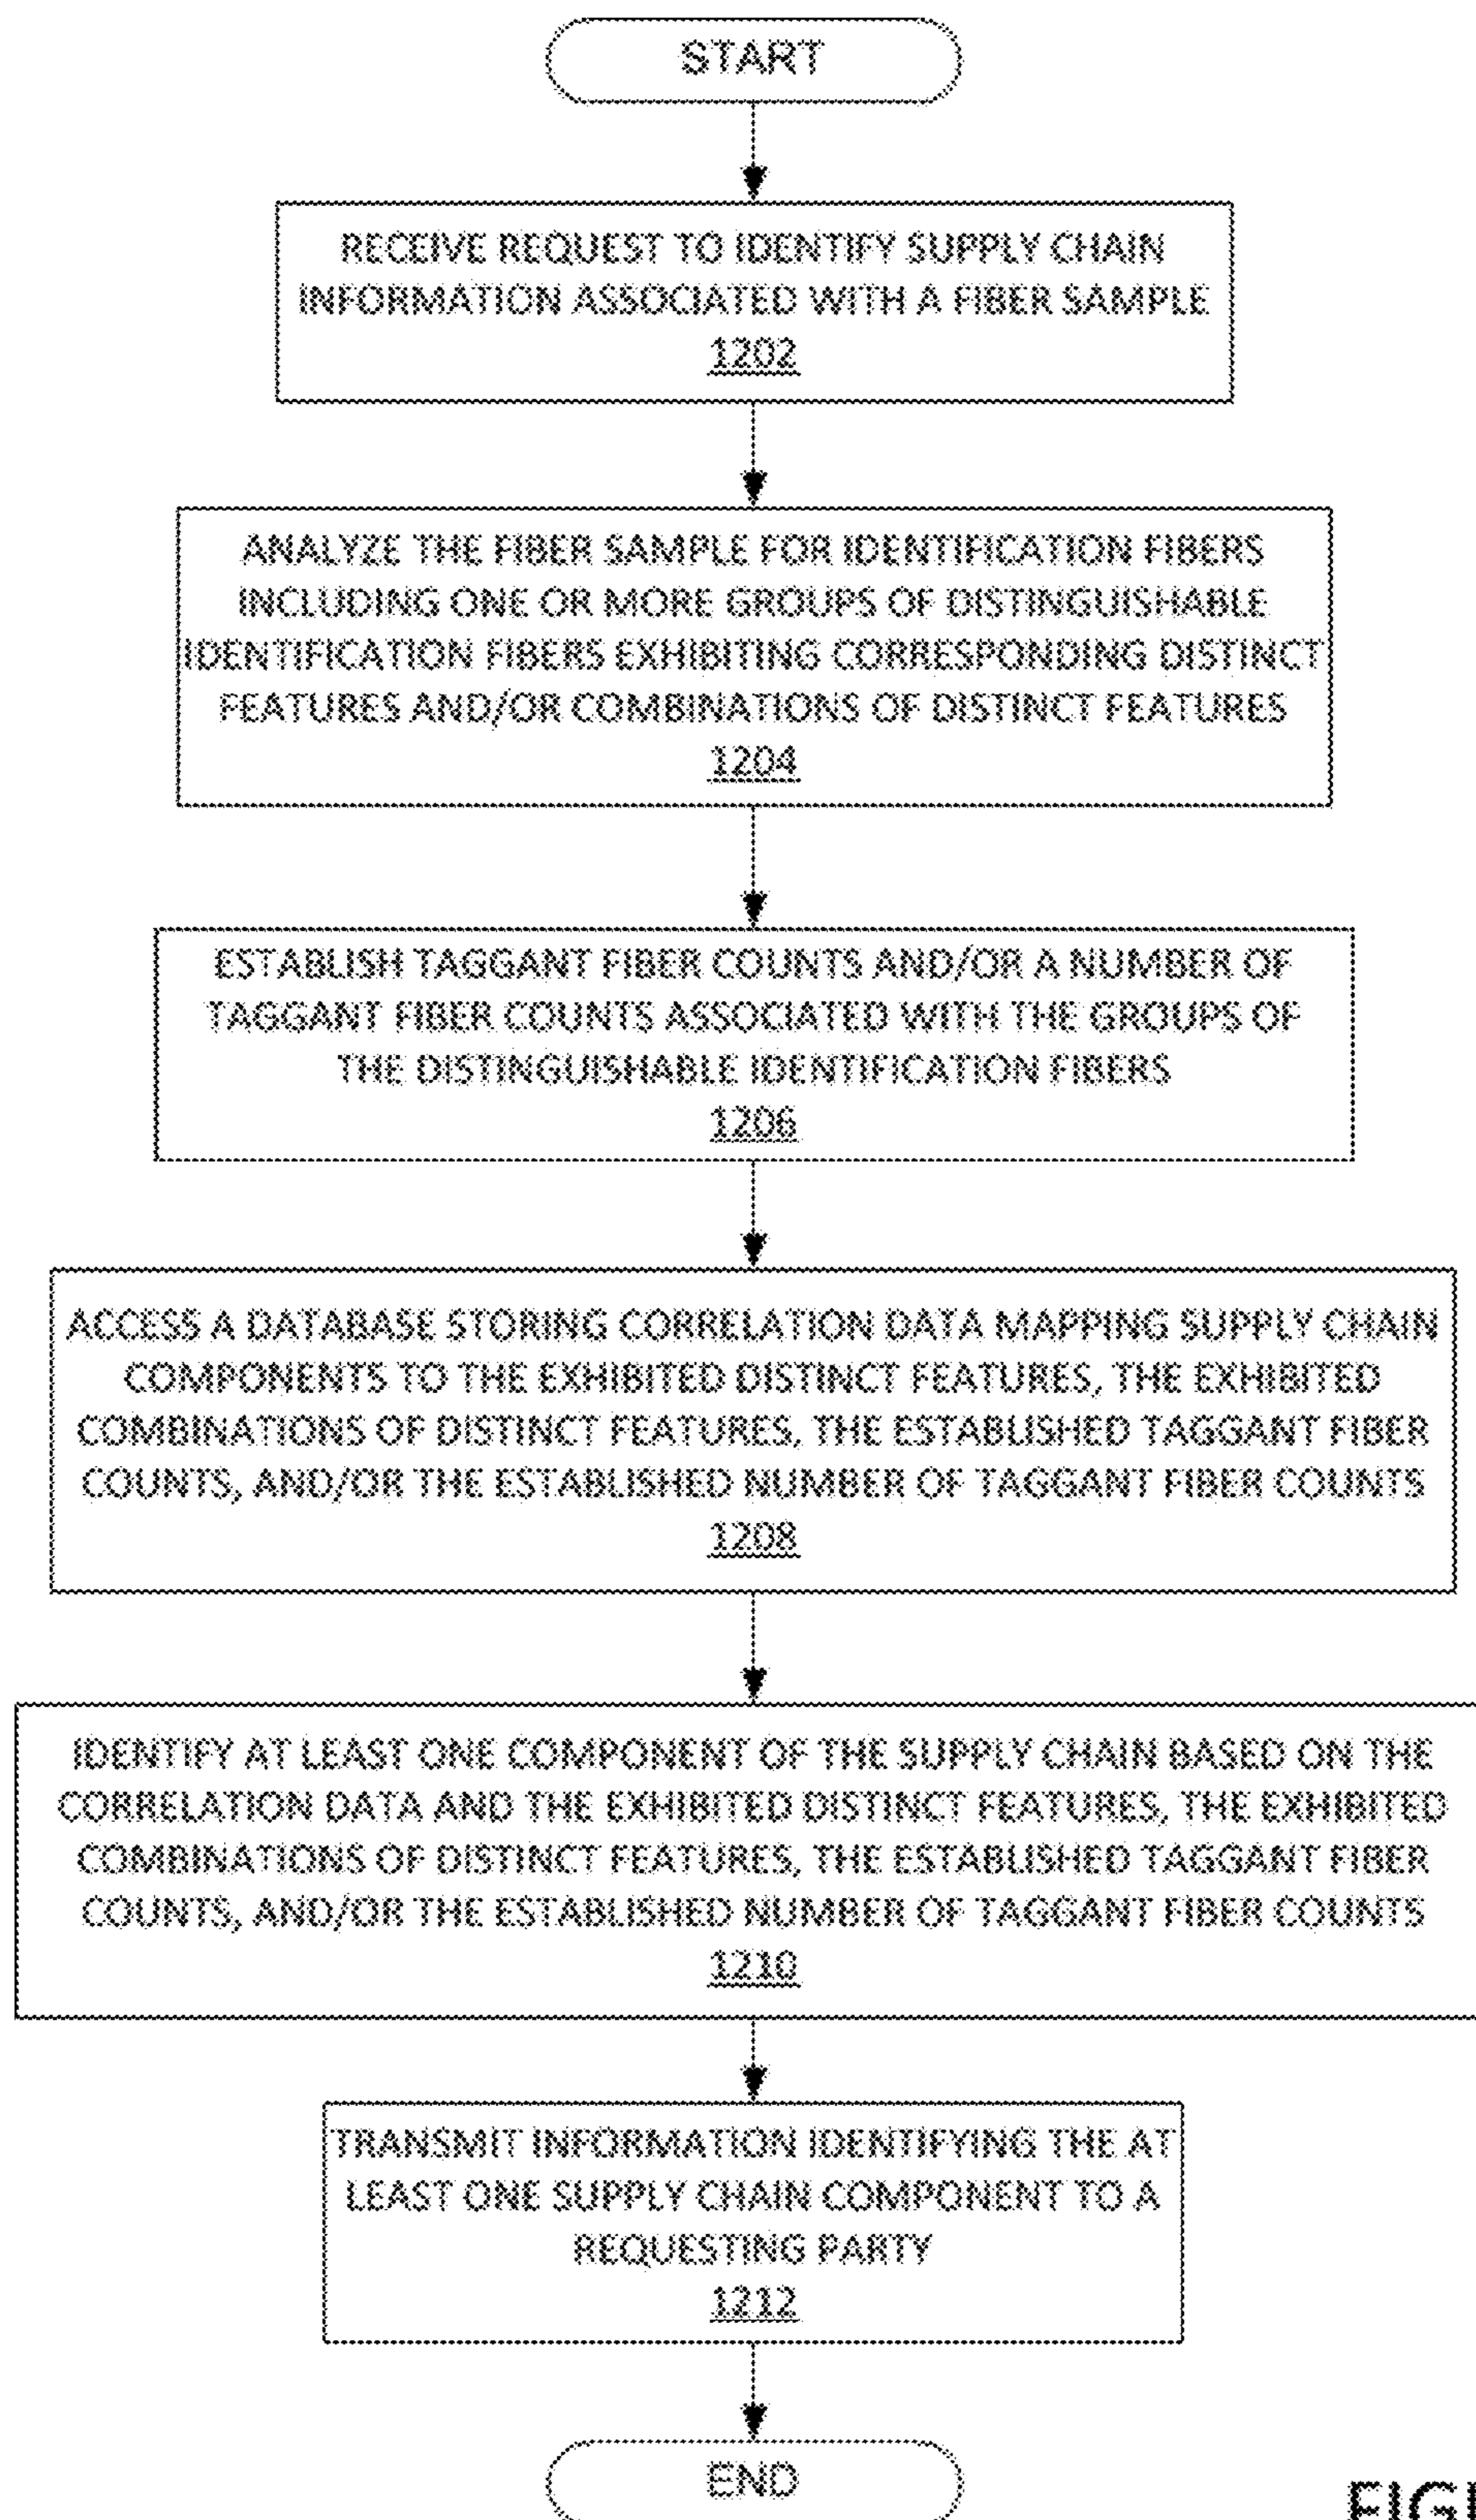 START
RECEIVE REQUEST TO IDENTIFY SUPPLY CHAIN
INFORMATION ASSOCIATED WITH A FIBER SAMPLE
1202
ANALYZE THE FIBER SAMPLE FOR IDENTIFICATION FIBERS
INCLUDING ONE OR MORE GROUPS OF DISTINGUISHABLE
IDENTIFICATION FIBERS EXHIBITING CORRESPONDING DISTINCT
FEATURES AND/OR COMBINATIONS OF DISTINCT FEATURES
1204
ESTABLISH TAGGANT FIBER COUNTS AND/OR A NUMBER OF
TAGGANT FIBER COUNTS ASSOCIATED WITH THE GROUPS OF
THE DISTINGUISHABLE IDENTIFICATION FIBERS
1206
ACCESS A DATABASE STORING CORRELATION DATA MAPPING SUPPLY CHAIN
COMPONENTS TO THE EXHIBITED DISTINCT FEATURES, THE EXHIBITED
COMBINATIONS OF DISTINCT FEATURES, THE ESTABLISHED TAGGANT FIBER
COUNTS, AND/OR THE ESTABLISHED NUMBER OF TAGGANT FIBER COUNTS
1208
IDENTIFY AT LEAST ONE COMPONENT OF THE SUPPLY CHAIN BASED ON THE
CORRELATION DATA AND THE EXHIBITED DISTINCT FEATURES, THE EXHIBITED
COMBINATIONS OF DISTINCT FEATURES, THE ESTABLISHED TAGGANT FIBER
COUNTS, AND/OR THE ESTABLISHED NUMBER OF TAGGANT FIBER COUNTS
1210
TRANSMIT INFORMATION IDENTIFYING THE AT
LEAST ONE SUPPLY CHAIN COMPONENT TO A
REQUESTING PARTY
1212
END